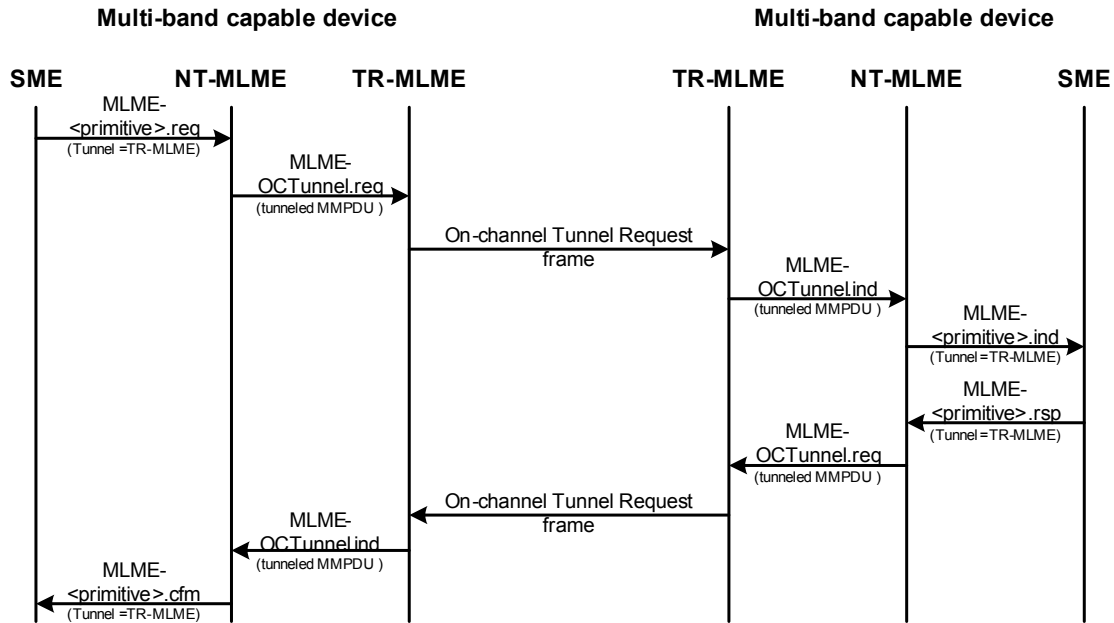 Multi-band capable device
Multi-band capable device
SME
NT-MLME
TR-MLME
TR-MLME
NT-MLME
SME
MLME-
<primitive>.req
(Tunnel =TR-MLME)
MLME-
OCTunnel.req
(tunneled MMPDU )
On-channel Tunnel Request
frame
MLME-
OCTunnel.ind
(tunneled MMPDU )
MLME-
<primitive>.ind
(Tunnel =TR-MLME)
MLME-
<primitive>.rsp
(Tunnel =TR-MLME)
MLME-
OCTunnel.req
(tunneled MMPDU )
On-channel Tunnel Request
frame
MLME-
OCTunnel.ind
(tunneled MMPDU )
MLME-
<primitive>.cfm
(Tunnel =TR-MLME)